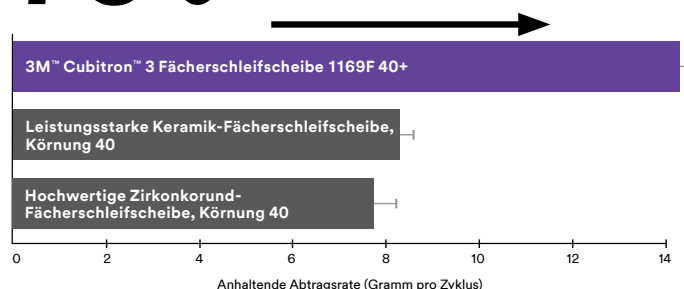 3M™ Cubitron™ 3 Fächerschleifscheibe 1169F 40+
Leistungsstarke Keramik-Fächerschleifscheibe,
Körnung 40
Hochwertige Zirkonkorund-
Fächerschleifscheibe, Körnung 40
0 2 4 6 8 10 12 14
Anhaltende Abtragsrate (Gramm pro Zyklus)